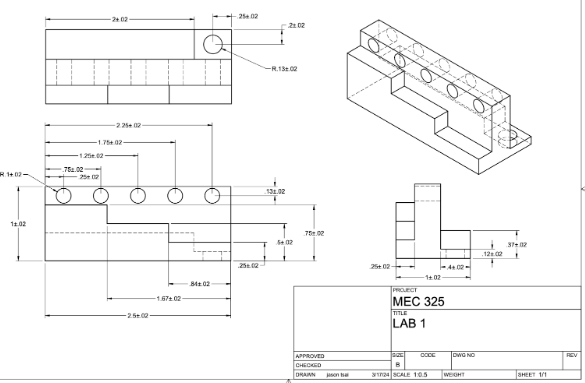 2±.02
.25±.02
.2±.02
R.13±.02
2.25±.02
1.75±.02
1.25±.02
.75±.02
.25±.02
R.1±.02
.13±.02
1±.02
.75±.02
.5±.02
.25±.02
.84±.02
1.67±.02
2.5±.02
.37±.02
.12±.02
.25±.02
.4±.02
1±.02
PROJECT
MEC 325
TITLE
LAB 1
APPROVED
CHECKED
DRAWN jason tsai 3/17/24
SIZE CODE DWG NO REV
B
SCALE 1:0.5 WEIGHT SHEET 1/1